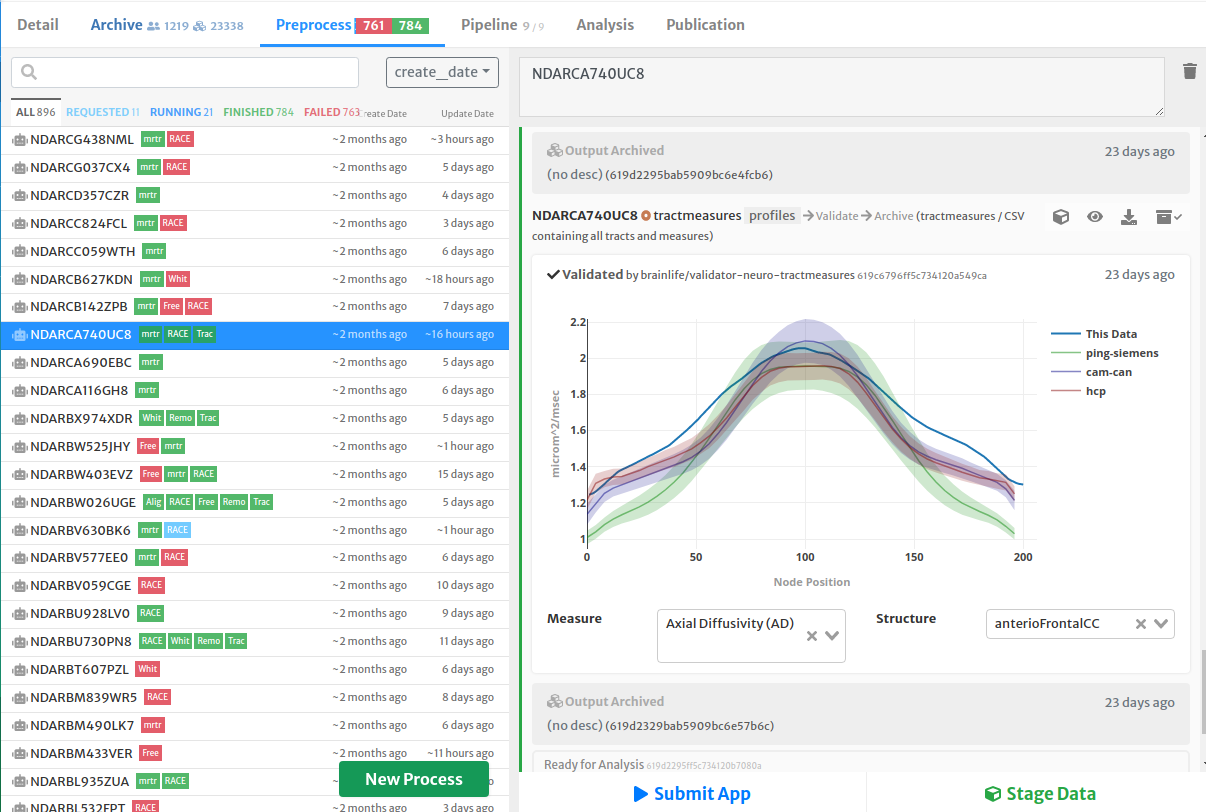 Detail Archive 1219 23338 Preprocess 761 784 Pipeline 9 / 9 Analysis Publication
create__date
ALL 896 REQUESTED 11 RUNNING 21 FINISHED 784 FAILED 763 reate Date Update Date
NDARCG438NML mrtr RACE ~2 months ago ~3 hours ago
NDARCG037CX4 mrtr RACE ~2 months ago 5 days ago
NDARCD357CZR mrtr ~2 months ago 4 days ago
NDARCC824FCL mrtr RACE ~2 months ago 3 days ago
NDARCC059WTH mrtr ~2 months ago 6 days ago
NDARCB627KDN mrtr Whit ~2 months ago ~18 hours ago
NDARCB142ZPB mrtr Free RACE ~2 months ago 7 days ago
NDARCA740UC8 mrtr RACE Trac ~2 months ago ~16 hours ago
NDARCA690EBC mrtr ~2 months ago 5 days ago
NDARCA116GH8 mrtr ~2 months ago 6 days ago
NDARBX974XDR Whit Remo Trac ~2 months ago 5 days ago
NDARBW525JHY Free mrtr ~2 months ago ~1 hour ago
NDARBW403EVZ Free mrtr RACE ~2 months ago 15 days ago
NDARBW026UGE Alig RACE Free Remo Trac ~2 months ago 5 days ago
NDARBV630BK6 mrtr RACE ~2 months ago ~1 hour ago
NDARBV577EE0 mrtr RACE ~2 months ago 6 days ago
NDARBV059CGE RACE ~2 months ago 10 days ago
NDARBU928LV0 RACE ~2 months ago 9 days ago
NDARBU730PN8 RACE Whit Remo Trac ~2 months ago 11 days ago
NDARBT607PZL Whit ~2 months ago 6 days ago
NDARBM839WR5 RACE ~2 months ago 8 days ago
NDARBM490LK7 mrtr ~2 months ago 6 days ago
NDARBM433VER Free ~2 months ago ~11 hours ago
NDARBL935ZUA mrtr RACE
NDARBL532FPT RACE ~2 months ago 3 days ago
New Process
NDARCA740UC8
Output Archived 23 days ago
(no desc) (619d2295bab5909bc6e4fcb6)
NDARCA740UC8 tractmeasures profiles → Validate → Archive (tractmeasures / CSV
containing all tracts and measures)
Validated by brainlife/validator-neuro-tractmeasures 619c6796ff5c734120a549ca 23 days ago
2.2
2
1.8
1.6
1.4
1.2
1
0 50 100 150 200
microm^2/msec
Node Position
This Data
ping-siemens
cam-can
hcp
Measure Axial Diffusivity (AD) Structure anterioFrontalCC
Output Archived 23 days ago
(no desc) (619d2329bab5909bc6e57b6c)
Ready for Analysis 619d2295ff5c734120b7080a
Submit App Stage Data